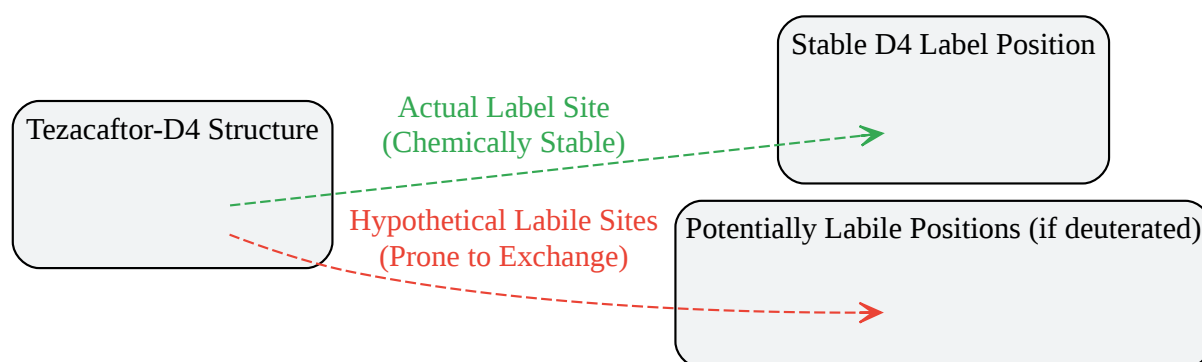 Stable D4 Label Position
Tezacaftor-D4 Structure
Actual Label Site
(Chemically Stable)
Hypothetical Labile Sites
(Prone to Exchange)
Potentially Labile Positions (if deuterated)